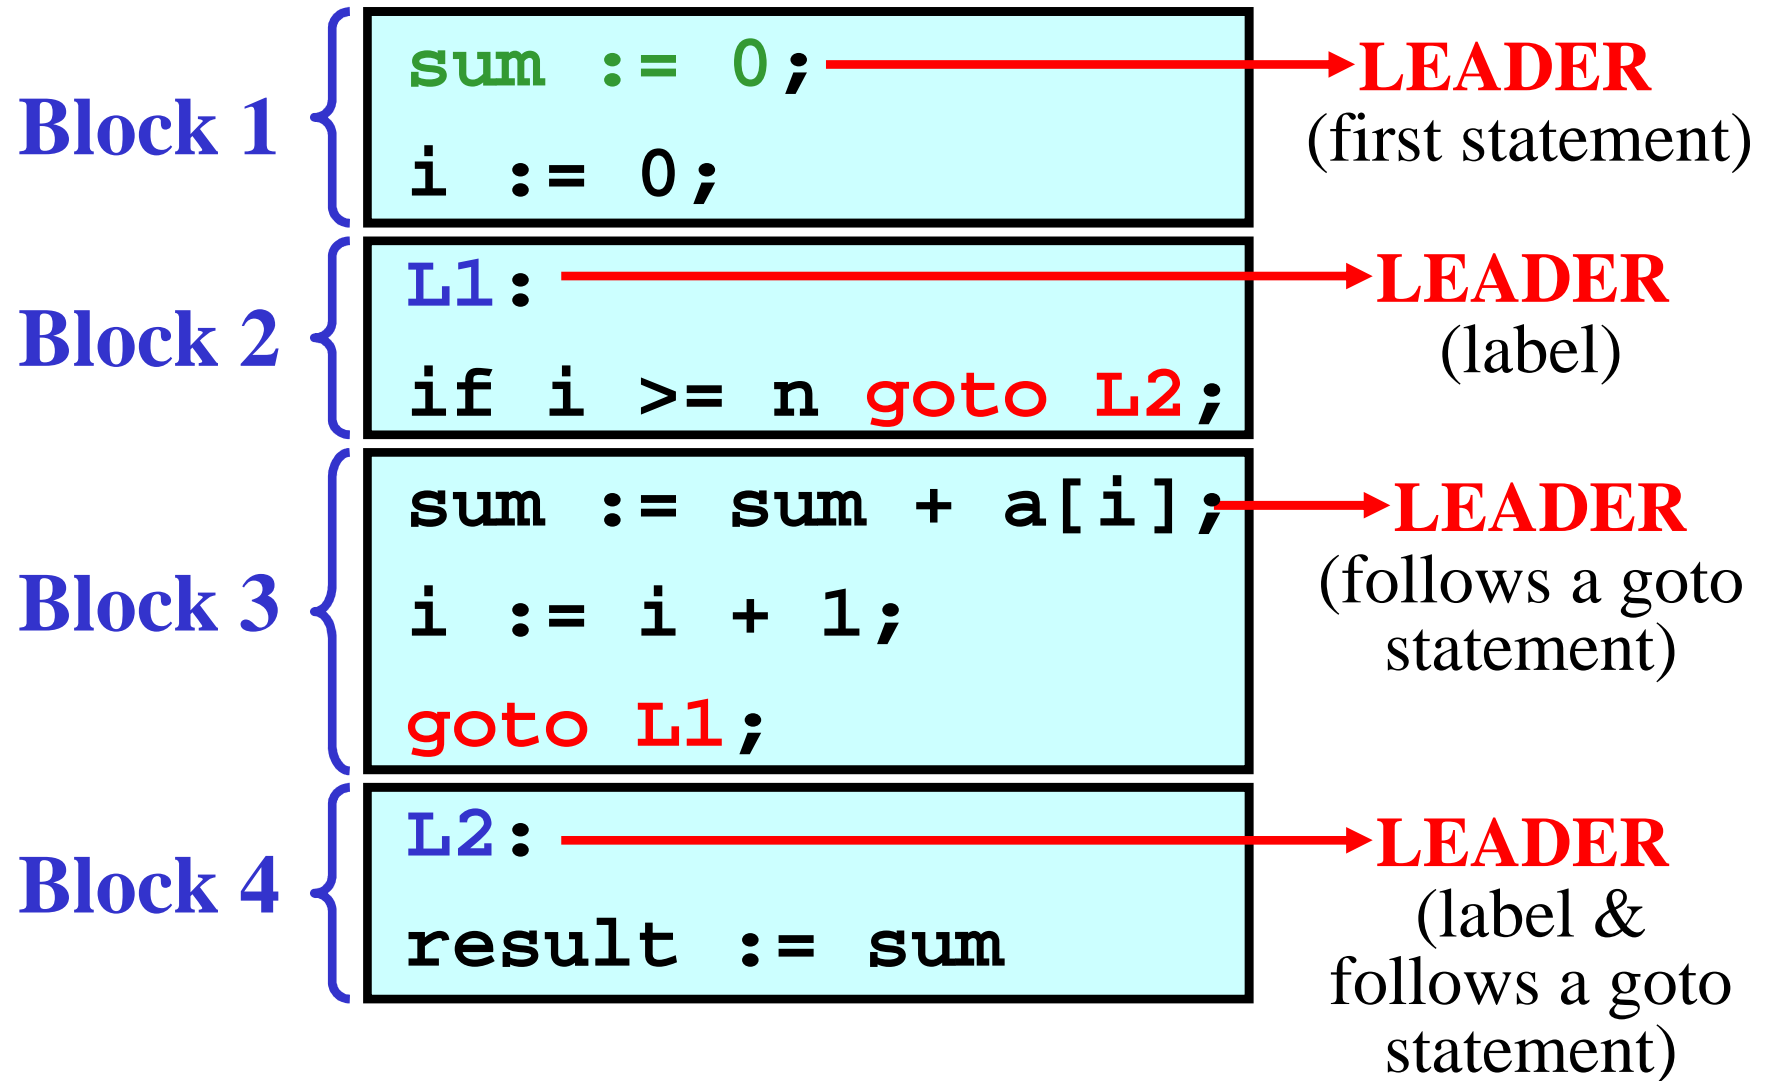 Block 1
sum := 0;
i := 0;
LEADER
(first statement)
Block 2
L1:
if i >= n goto L2;
LEADER
(label)
Block 3
sum := sum + a[i];
i := i + 1;
goto L1;
LEADER
(follows a goto
statement)
Block 4
L2:
result := sum
LEADER
(label &
follows a goto
statement)